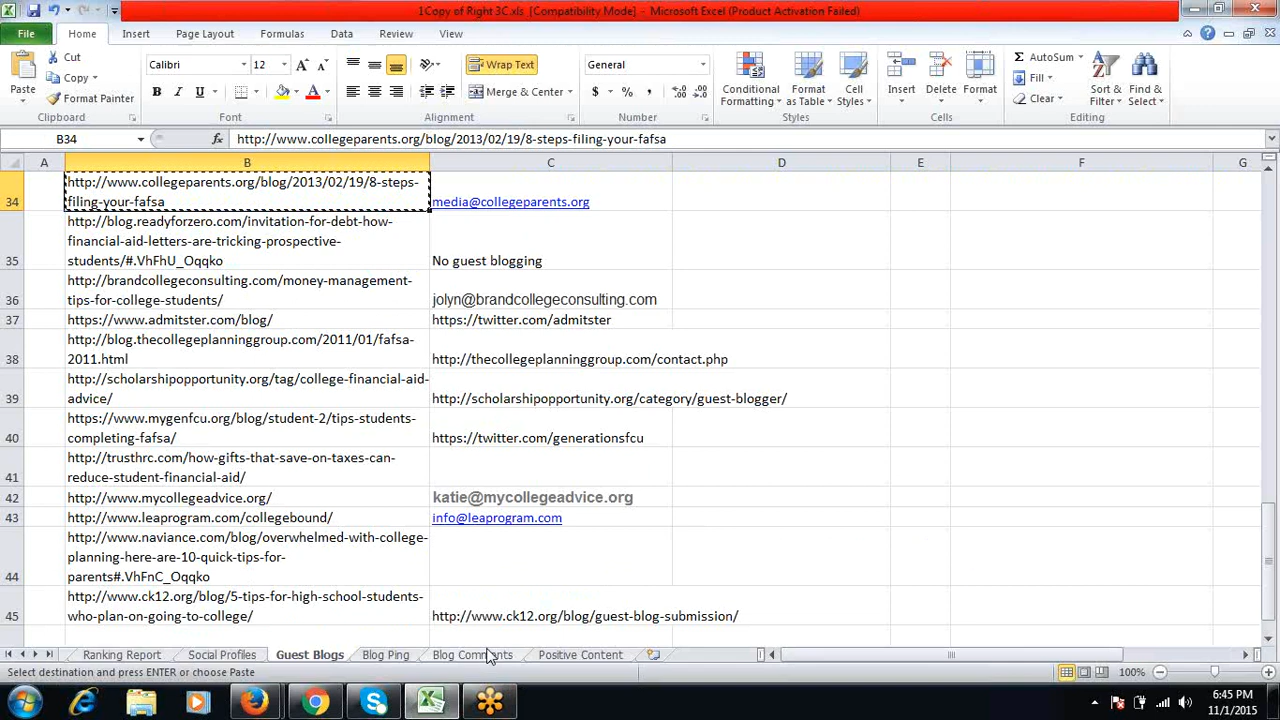 1Copy of Right 3C.xls [Compatibility Mode] - Microsoft Excel (Product Activation Failed)
File Home Insert Page Layout Formulas Data Review View
Paste Cut Copy Format Painter
Calibri 12 A A
B I U A
Wrap Text
Merge & Center
General
$ % ,
Conditional Formatting Format as Table Cell Styles
Insert Delete Format
AutoSum Fill Clear
Sort & Filter Find & Select
Clipboard Font Alignment Number Styles Cells Editing
B34 fx http://www.collegeparents.org/blog/2013/02/19/8-steps-filing-your-fafsa
A B C D E F G
http://www.collegeparents.org/blog/2013/02/19/8-steps-
34 filing-your-fafsa media@collegeparents.org
http://blog.readyforzero.com/invitation-for-debt-how-
financial-aid-letters-are-tricking-prospective-
35 students/#.VhFhU_Oqqko No guest blogging
http://brandcollegeconsulting.com/money-management-
36 tips-for-college-students/ jolyn@brandcollegeconsulting.com
37 https://www.admitster.com/blog/ https://twitter.com/admitster
http://blog.thecollegeplanninggroup.com/2011/01/fafsa-
38 2011.html http://thecollegeplanninggroup.com/contact.php
http://scholarshipopportunity.org/tag/college-financial-aid-
39 advice/ http://scholarshipopportunity.org/category/guest-blogger/
https://www.mygenfcu.org/blog/student-2/tips-students-
40 completing-fafsa/ https://twitter.com/generationsfcu
http://trusthrc.com/how-gifts-that-save-on-taxes-can-
41 reduce-student-financial-aid/
42 http://www.mycollegeadvice.org/ katie@mycollegeadvice.org
43 http://www.leaprogram.com/collegebound/ info@leaprogram.com
http://www.naviance.com/blog/overwhelmed-with-college-
planning-here-are-10-quick-tips-for-
44 parents#.VhFnC_Oqqko
http://www.ck12.org/blog/5-tips-for-high-school-students-
45 who-plan-on-going-to-college/ http://www.ck12.org/blog/guest-blog-submission/
Ranking Report Social Profiles Guest Blogs Blog Ping Blog Comments Positive Content
Select destination and press ENTER or choose Paste 100%
6:45 PM
11/1/2015